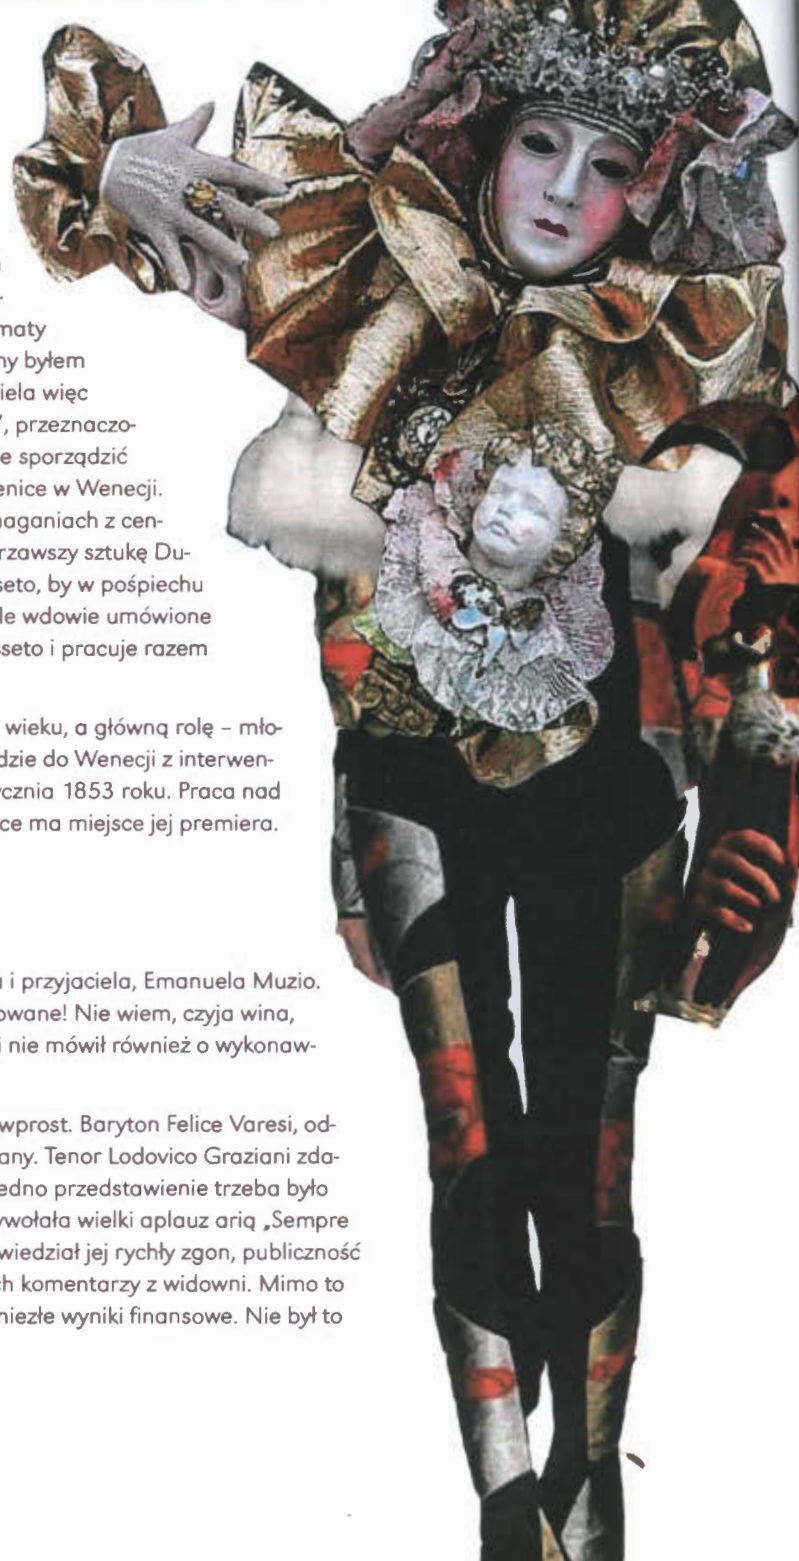 maty
ny byłem
iela więc
”, przeznaczo-
e sporządzić
enice w Wenecji.
naganiach z cen-
rzawszy sztukę Du-
seto, by w pośpiechu
le wdowie umówione
sseto i pracuje razem
wieku, a główną rolę – mło-
dzie do Wenecji z interwen-
ycznia 1853 roku. Praca nad
ce ma miejsce jej premiera.
a i przyjaciela, Emanuela Muzio.
owane! Nie wiem, czyja wina,
i nie mówił również o wykonaw-
wprost. Baryton Felice Varesi, od-
any. Tenor Lodovico Graziani zda-
edno przedstawienie trzeba było
ywołała wielki aplauz arią „Sempre
wiedział jej rychły zgon, publiczność
ch komentarzy z widowni. Mimo to
niezłe wyniki finansowe. Nie był to